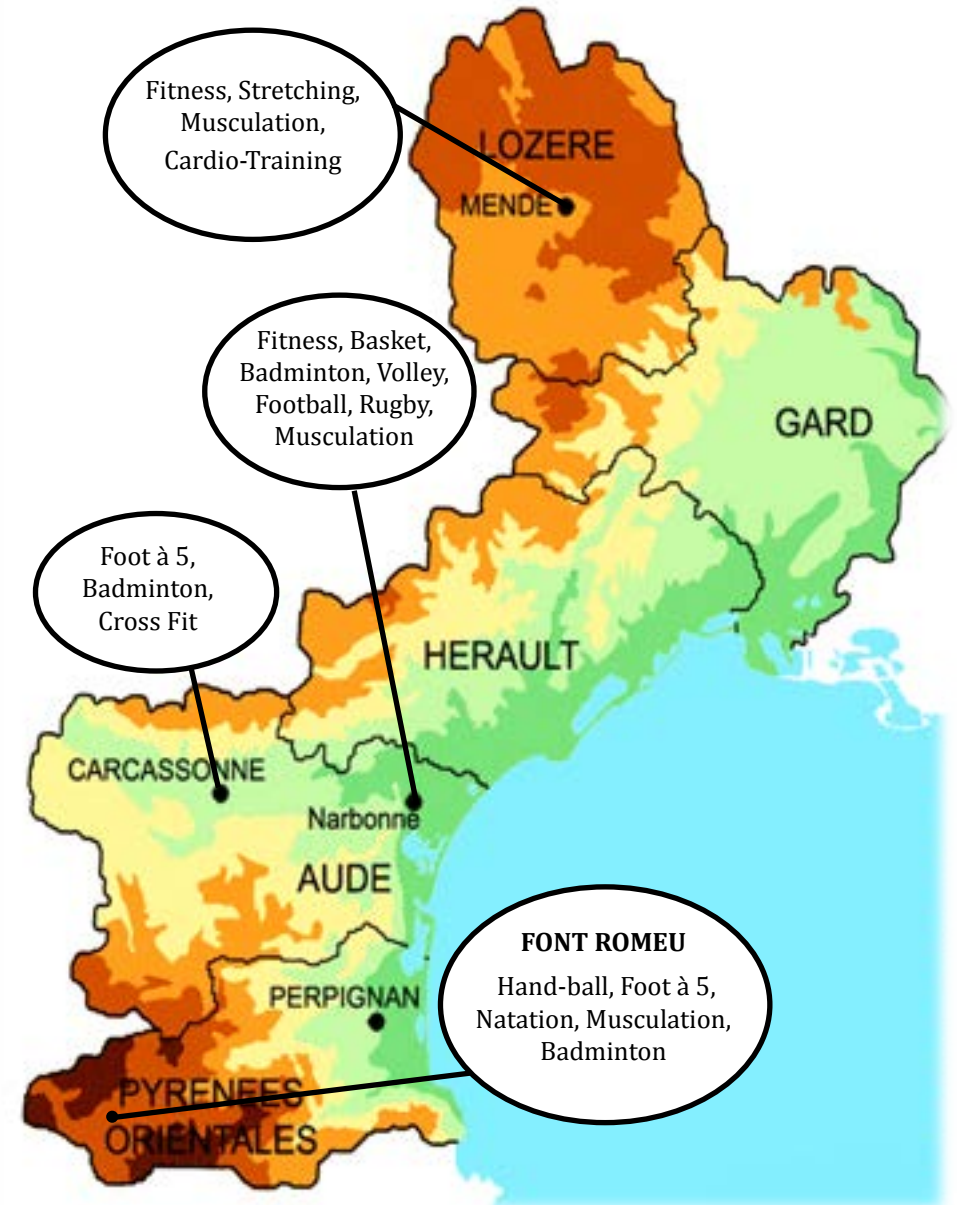 Fitness, Stretching,
Musculation,
Cardio-Training
LOZERE
MENDE
Fitness, Basket,
Badminton, Volley,
Football, Rugby,
Musculation
GARD
Foot à 5,
Badminton,
Cross Fit
HERAULT
CARCASSONNE
Narbonne
AUDE
FONT ROMEU
Hand-ball, Foot à 5,
Natation, Musculation,
Badminton
PERPIGNAN
PYRENEES
ORIENTALES